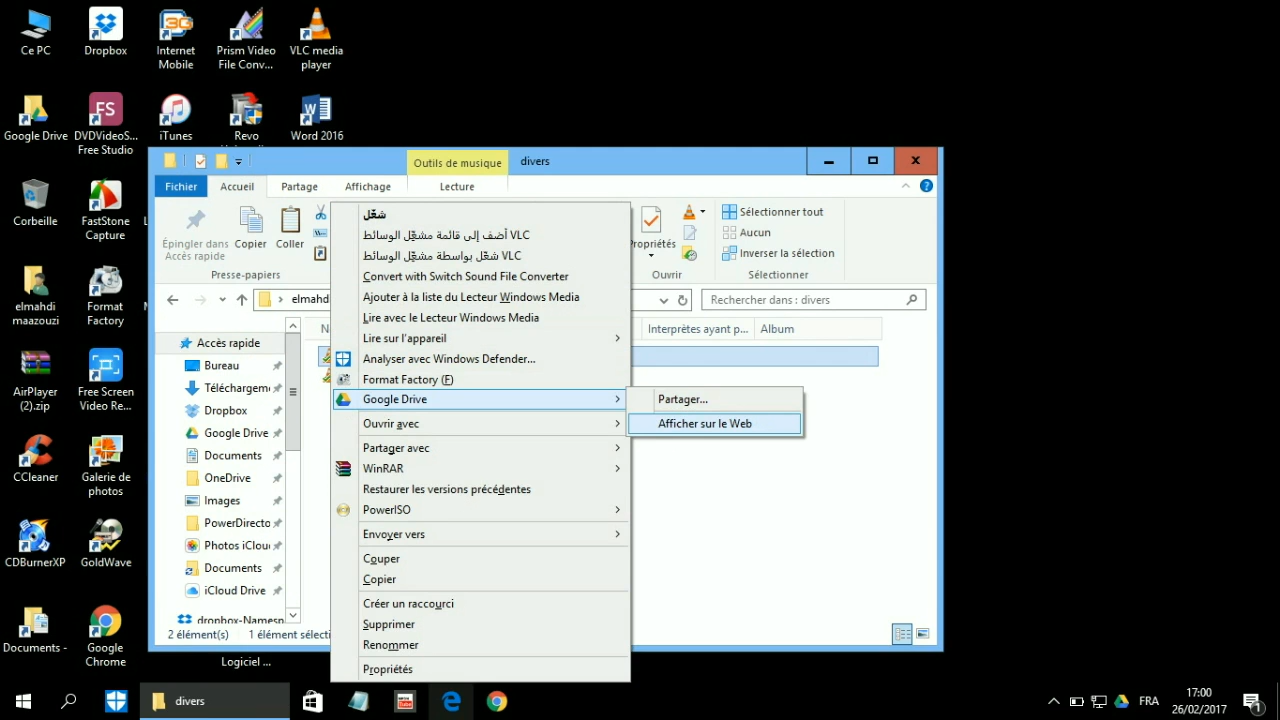 Ce PC
Dropbox
Internet
Mobile
Prism Video
File Conv...
VLC media
player
Google Drive
DVDVideoS...
Free Studio
iTunes
Revo
Word 2016
Corbeille
FastStone
Capture
elmahdi
maazouzi
Format
Factory
AirPlayer
(2).zip
Free Screen
Video Re...
CCleaner
Galerie de
photos
CDBurnerXP
GoldWave
Documents -
Google
Chrome
Logiciel ...
Outils de musique
divers
Fichier
Accueil
Partage
Affichage
Lecture
Épingler dans
Accès rapide
Copier
Coller
Presse-papiers
Propriétés
Ouvrir
Sélectionner tout
Aucun
Inverser la sélection
Sélectionner
elmahdi
Rechercher dans : divers
N
Interprètes ayant p...
Album
Accès rapide
Bureau
Téléchargeme
Dropbox
Google Drive
Documents
OneDrive
Images
PowerDirecto
Photos iClou
Documents
iCloud Drive
dropbox-Namesp
2 élément(s)
1 élément sélecti
شغّل
أضف إلى قائمة مشغّل الوسائط VLC
شغّل بواسطة مشغّل الوسائط VLC
Convert with Switch Sound File Converter
Ajouter à la liste du Lecteur Windows Media
Lire avec le Lecteur Windows Media
Lire sur l'appareil
Analyser avec Windows Defender...
Format Factory (F)
Google Drive
Ouvrir avec
Partager avec
WinRAR
Restaurer les versions précédentes
PowerISO
Envoyer vers
Couper
Copier
Créer un raccourci
Supprimer
Renommer
Propriétés
Partager...
Afficher sur le Web
divers
FRA
17:00
26/02/2017
1